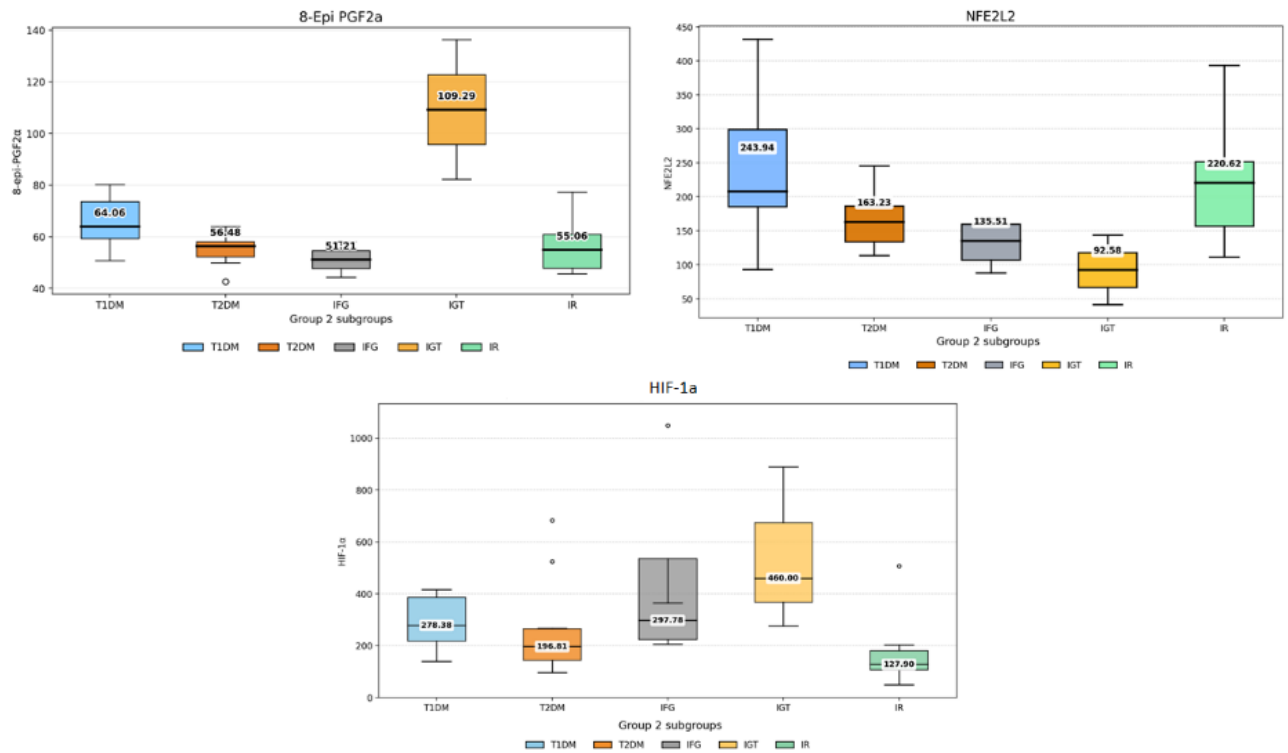 8-Epi PGF2a
140
120
100
80
60
40
8-epi-PGF2α
64.06
56.48
51.21
109.29
55.06
T1DM
T2DM
IFG
IGT
IR
Group 2 subgroups
T1DM T2DM IFG IGT IR
NFE2L2
450
400
350
300
250
200
150
100
50
NFE2L2
243.94
163.23
135.51
92.58
220.62
T1DM
T2DM
IFG
IGT
IR
Group 2 subgroups
T1DM T2DM IFG IGT IR
HIF-1a
1000
800
600
400
200
0
HIF-1α
278.38
196.81
297.78
460.00
127.90
T1DM
T2DM
IFG
IGT
IR
Group 2 subgroups
T1DM T2DM IFG IGT IR